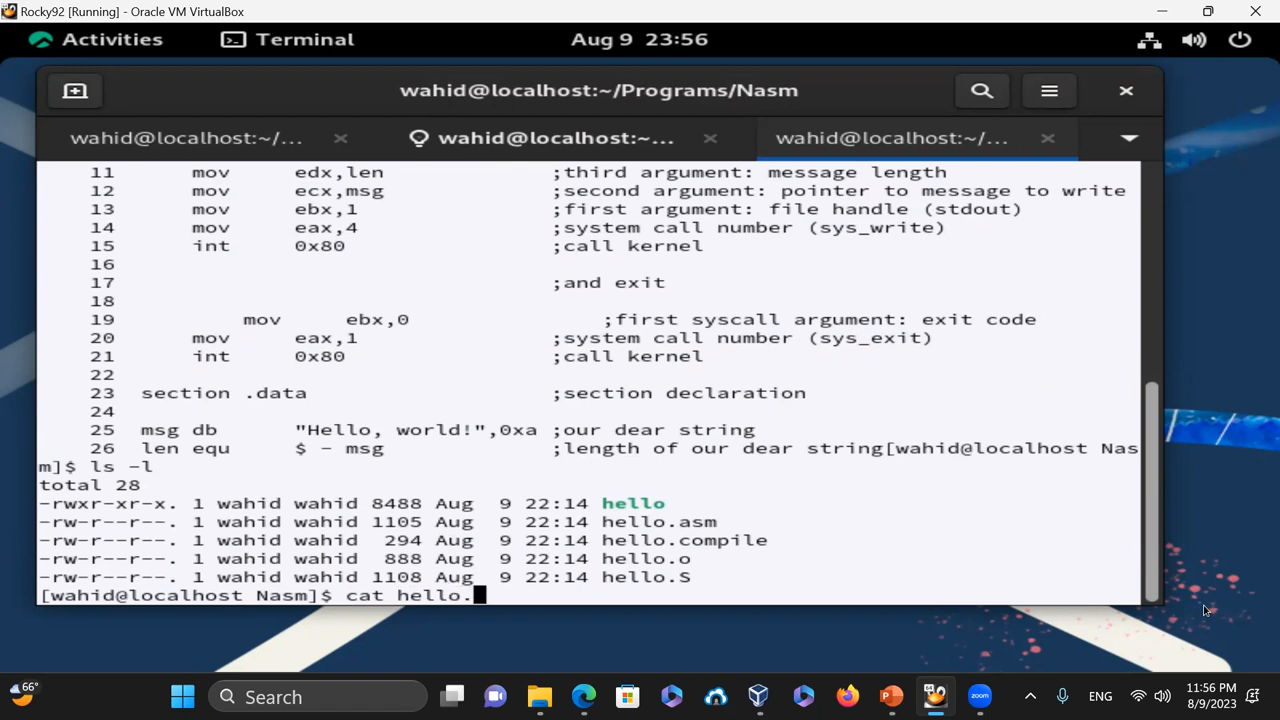 Rocky92 [Running] - Oracle VM VirtualBox
Activities Terminal Aug 9 23:56
wahid@localhost:~/Programs/Nasm
wahid@localhost:~/... wahid@localhost:~... wahid@localhost:~/...
11 mov edx,len ;third argument: message length
12 mov ecx,msg ;second argument: pointer to message to write
13 mov ebx,1 ;first argument: file handle (stdout)
14 mov eax,4 ;system call number (sys_write)
15 int 0x80 ;call kernel
16
17 ;and exit
18
19 mov ebx,0 ;first syscall argument: exit code
20 mov eax,1 ;system call number (sys_exit)
21 int 0x80 ;call kernel
22
23 section .data ;section declaration
24
25 msg db "Hello, world!",0xa ;our dear string
26 len equ $ - msg ;length of our dear string[wahid@localhost Nas
m]$ ls -l
total 28
-rwxr-xr-x. 1 wahid wahid 8488 Aug 9 22:14 hello
-rw-r--r--. 1 wahid wahid 1105 Aug 9 22:14 hello.asm
-rw-r--r--. 1 wahid wahid 294 Aug 9 22:14 hello.compile
-rw-r--r--. 1 wahid wahid 888 Aug 9 22:14 hello.o
-rw-r--r--. 1 wahid wahid 1108 Aug 9 22:14 hello.S
[wahid@localhost Nasm]$ cat hello.
66° Search zoom ENG 11:56 PM
8/9/2023